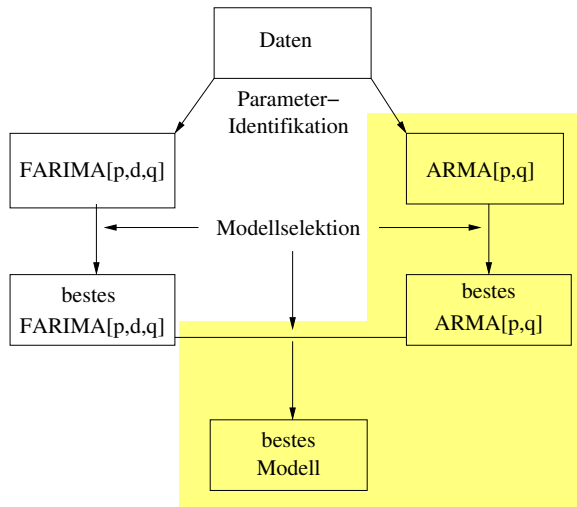 Daten
Parameter–
Identifikation
FARIMA[p,d,q]
ARMA[p,q]
Modellselektion
bestes
FARIMA[p,d,q]
bestes
ARMA[p,q]
bestes
Modell